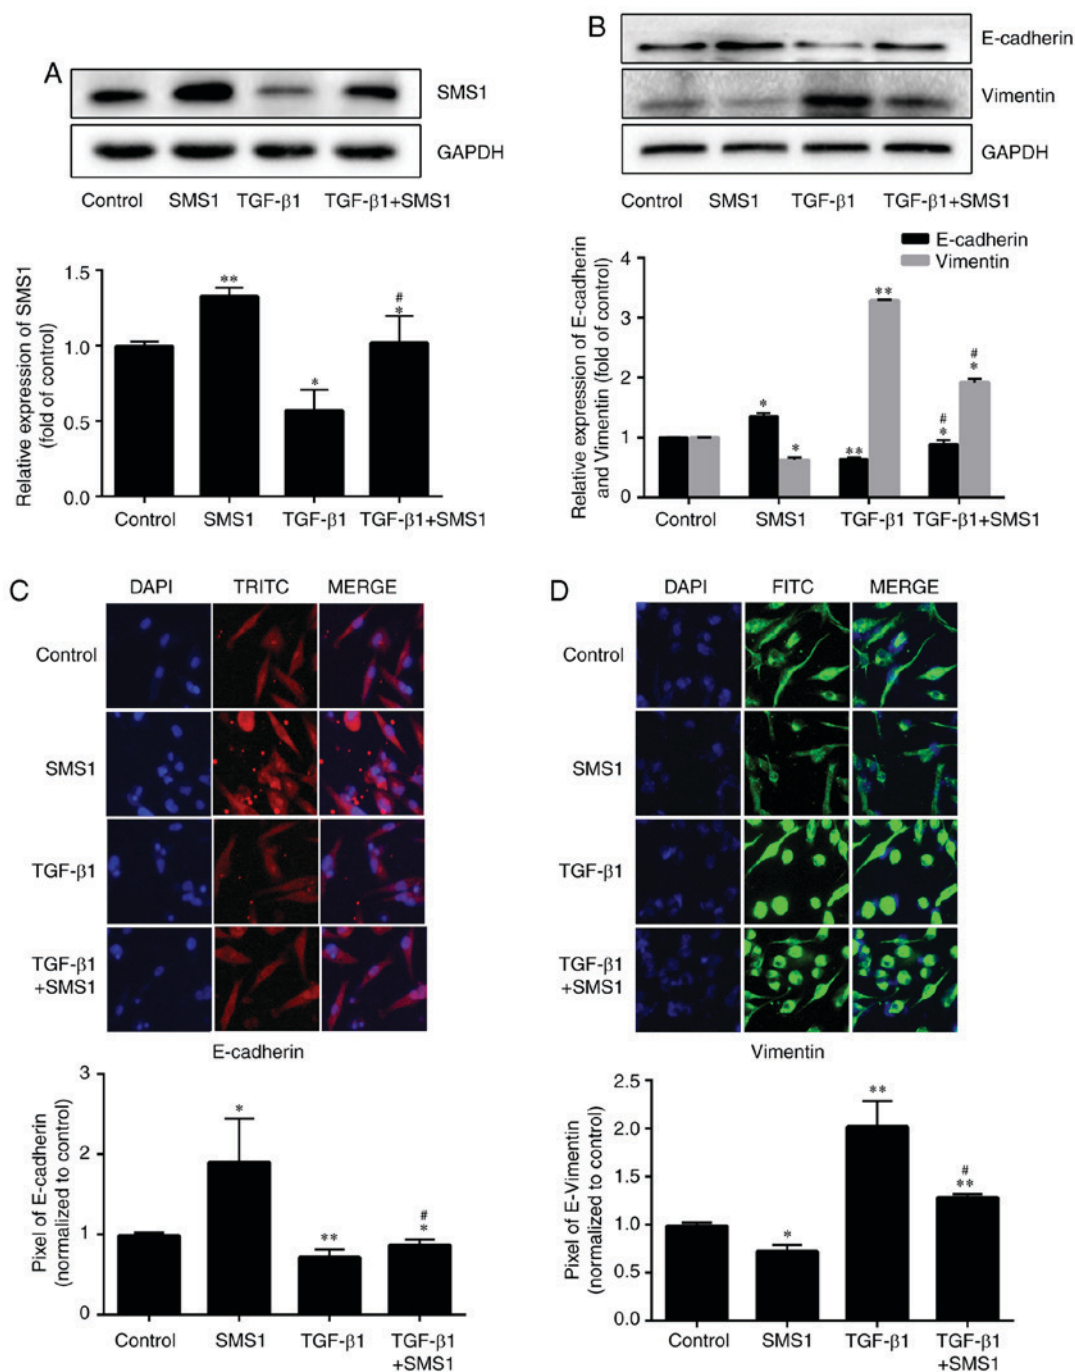 A
SMS1
GAPDH
Control SMS1 TGF-β1 TGF-β1+SMS1
Relative expression of SMS1
(fold of control)
1.5
1.0
0.5
0.0
**
*
#
*
Control SMS1 TGF-β1 TGF-β1+SMS1
B
E-cadherin
Vimentin
GAPDH
Control SMS1 TGF-β1 TGF-β1+SMS1
E-cadherin
Vimentin
Relative expression of E-cadherin
and Vimentin (fold of control)
4
3
2
1
0
*
*
**
**
#
*
#
*
Control SMS1 TGF-β1 TGF-β1+SMS1
C
DAPI TRITC MERGE
Control
SMS1
TGF-β1
TGF-β1
+SMS1
E-cadherin
Pixel of E-cadherin
(normalized to control)
3
2
1
0
*
**
#
*
Control SMS1 TGF-β1 TGF-β1
+SMS1
D
DAPI FITC MERGE
Control
SMS1
TGF-β1
TGF-β1
+SMS1
Vimentin
Pixel of E-Vimentin
(normalized to control)
2.5
2.0
1.5
1.0
0.5
0.0
*
**
#
**
Control SMS1 TGF-β1 TGF-β1
+SMS1